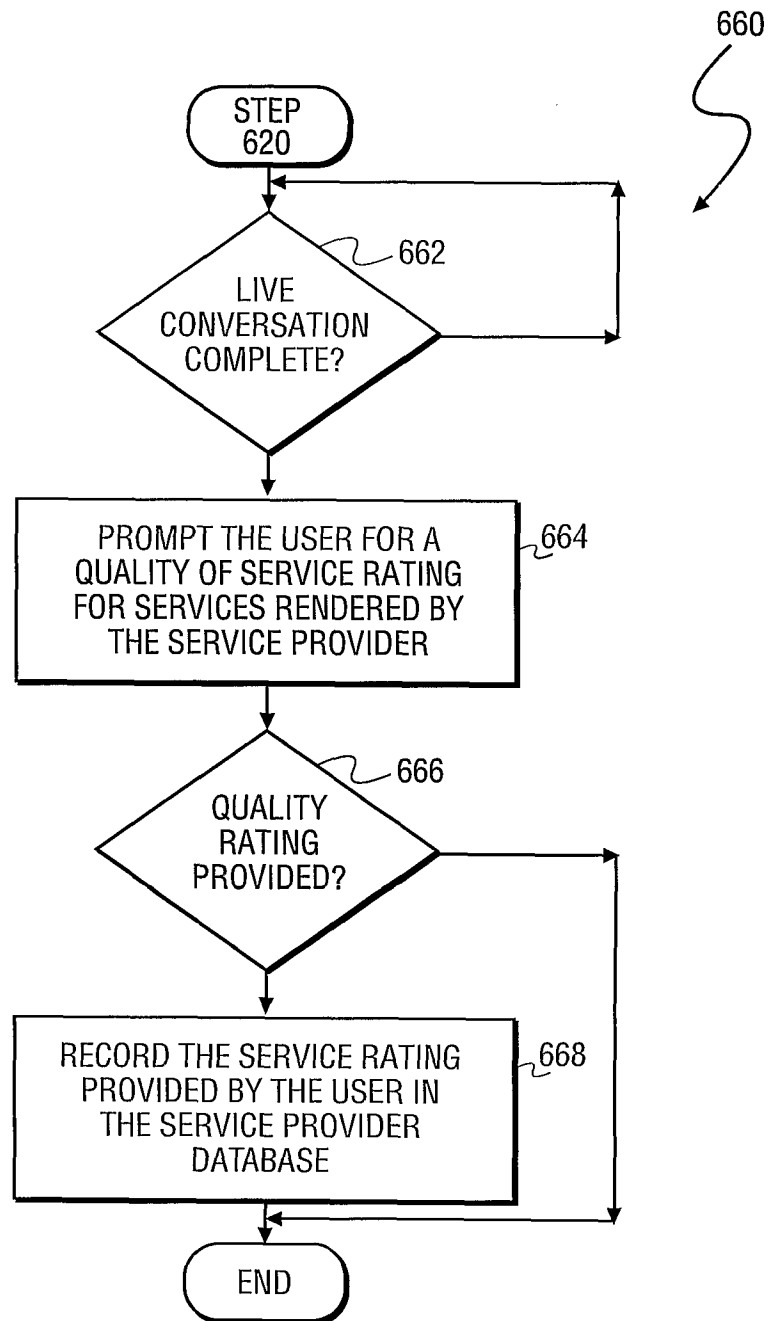 660
STEP
620
662
LIVE
CONVERSATION
COMPLETE?
PROMPT THE USER FOR A
QUALITY OF SERVICE RATING
FOR SERVICES RENDERED BY
THE SERVICE PROVIDER
664
666
QUALITY
RATING
PROVIDED?
RECORD THE SERVICE RATING
PROVIDED BY THE USER IN
THE SERVICE PROVIDER
DATABASE
668
END